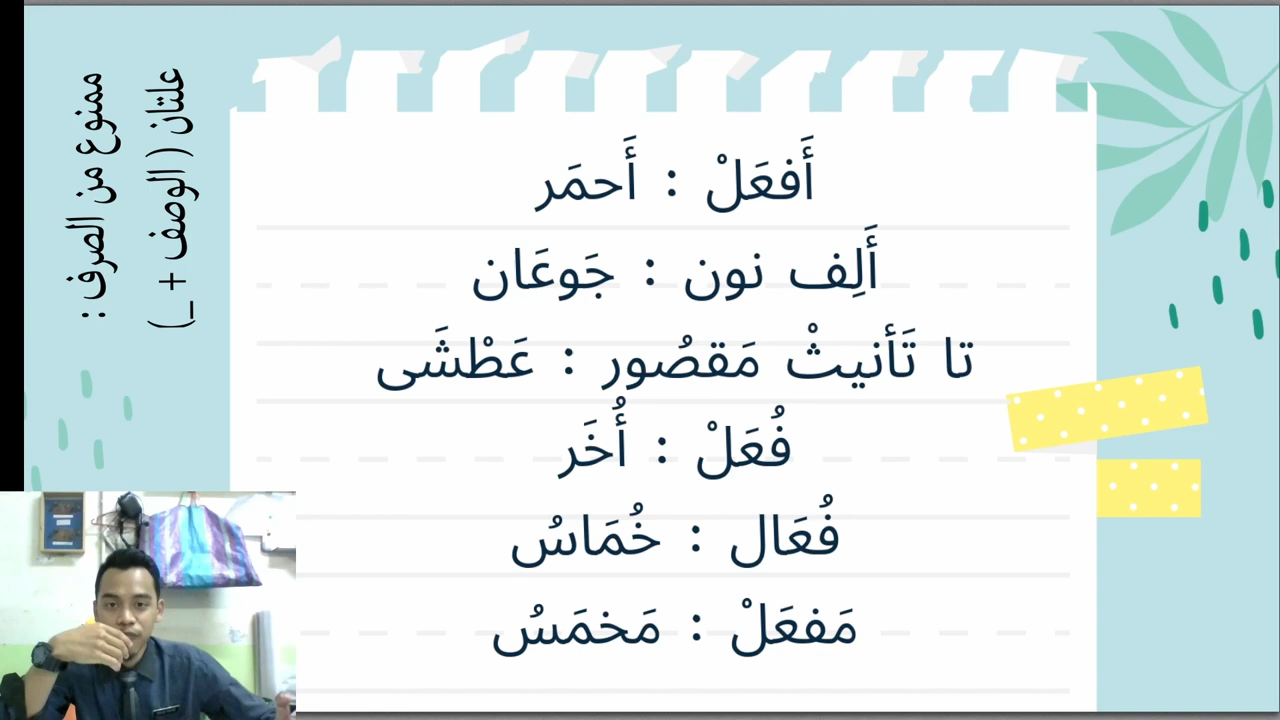 ممنوع من الصرف :
علتان ( الوصف + _)
أَفعَلْ : أَحمَر
أَلِف نون : جَوعَان
تا تَأنيثْ مَقصُور : عَطْشَى
فُعَلْ : أُخَر
فُعَال : خُمَاسُ
مَفعَلْ : مَخمَسُ